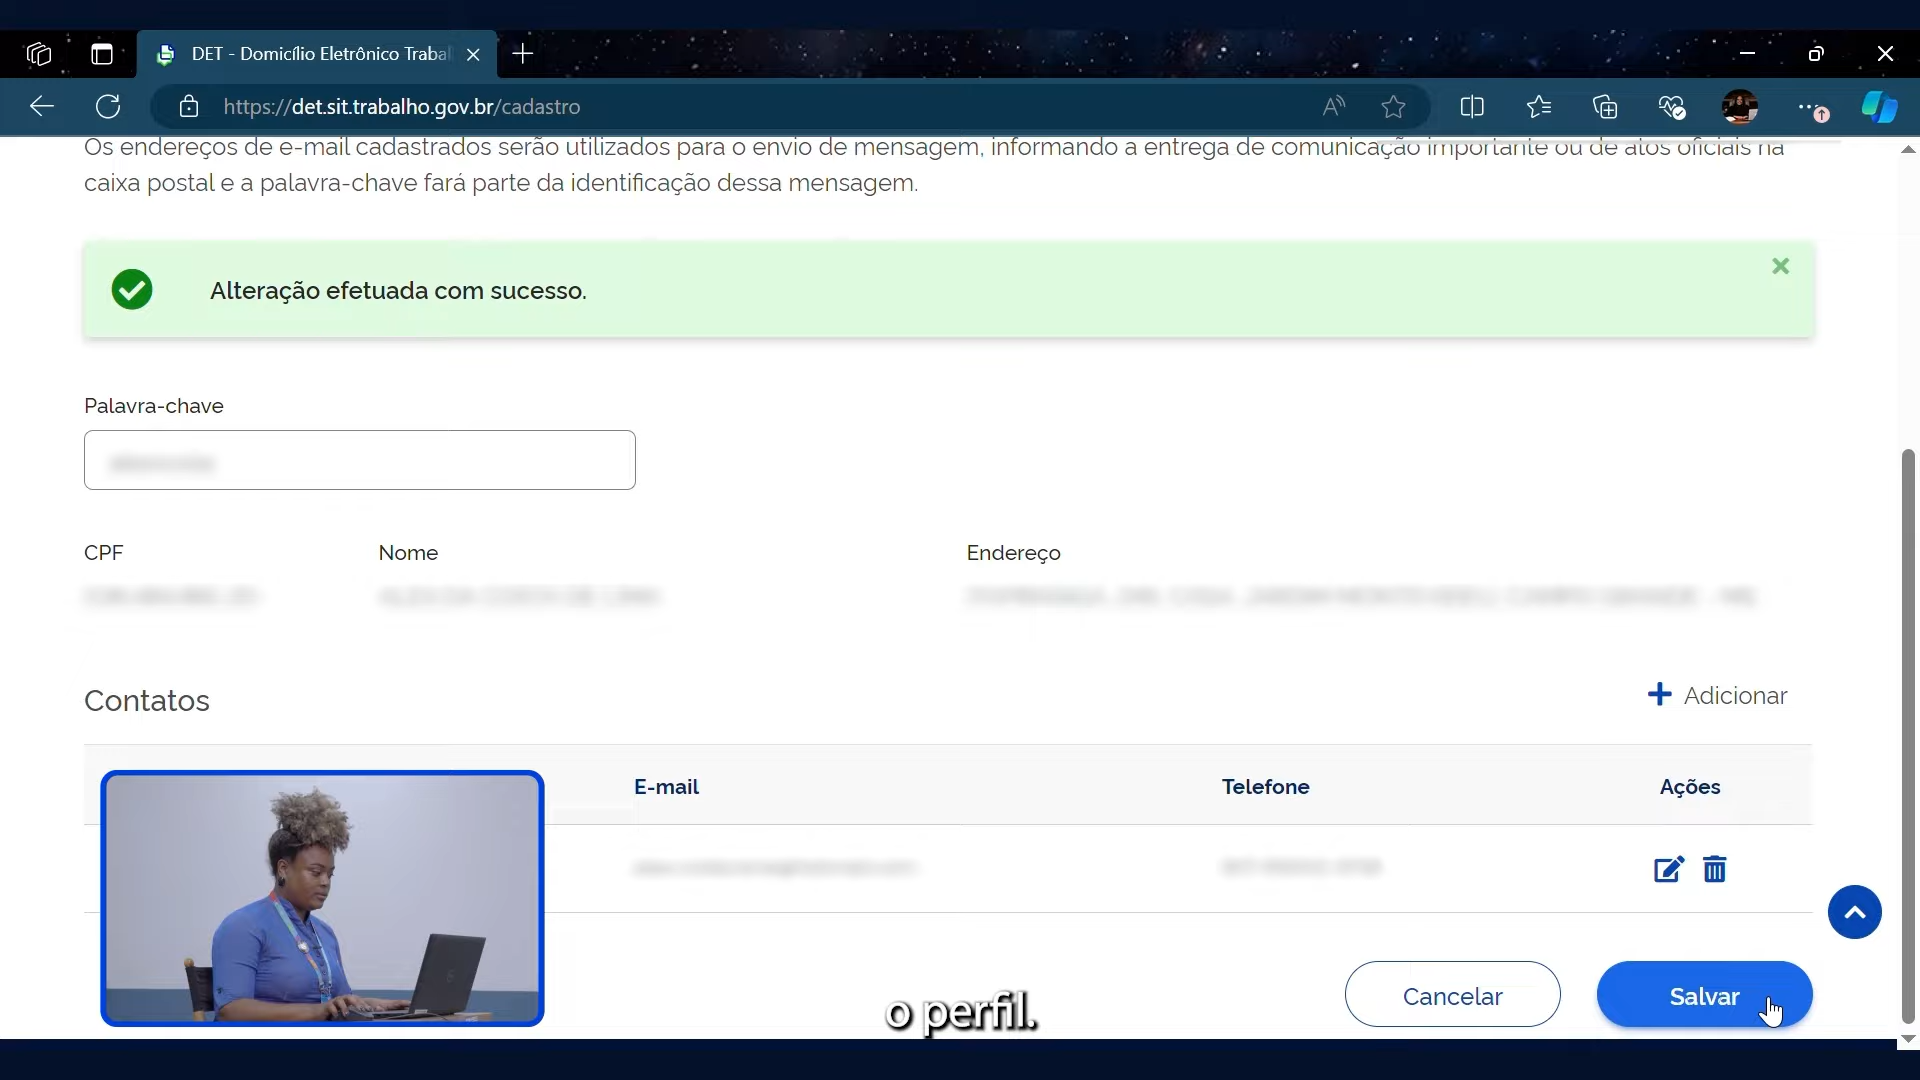 DET - Domicílio Eletrônico Trabal
https://det.sit.trabalho.gov.br/cadastro
Os endereços de e-mail cadastrados serão utilizados para o envio de mensagem, informando a entrega de comunicação importante ou de atos oficiais na
caixa postal e a palavra-chave fará parte da identificação dessa mensagem.
Alteração efetuada com sucesso.
Palavra-chave
CPF Nome Endereço
Contatos
Adicionar
E-mail Telefone Ações
Cancelar Salvar
o perfil.